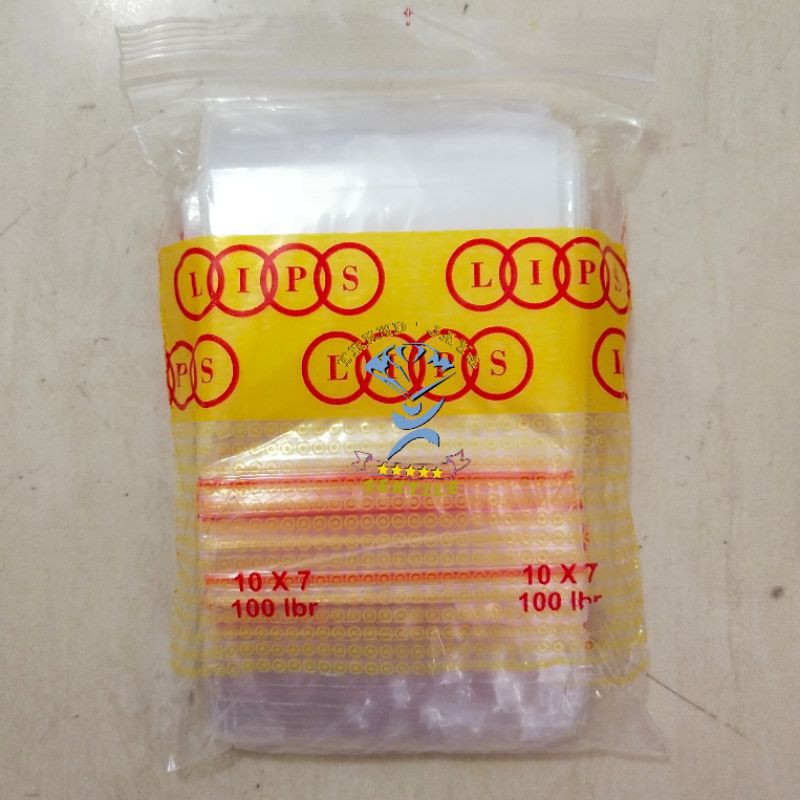 LIPS LIPS
PS LIPS L
10 X 7 10 X 7
100 lbr 100 lbr